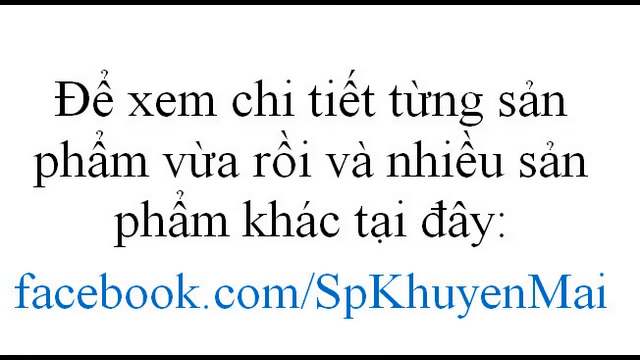 Để xem chi tiết từng sản
phẩm vừa rồi và nhiều sản
phẩm khác tại đây:
facebook.com/SpKhuyenMai